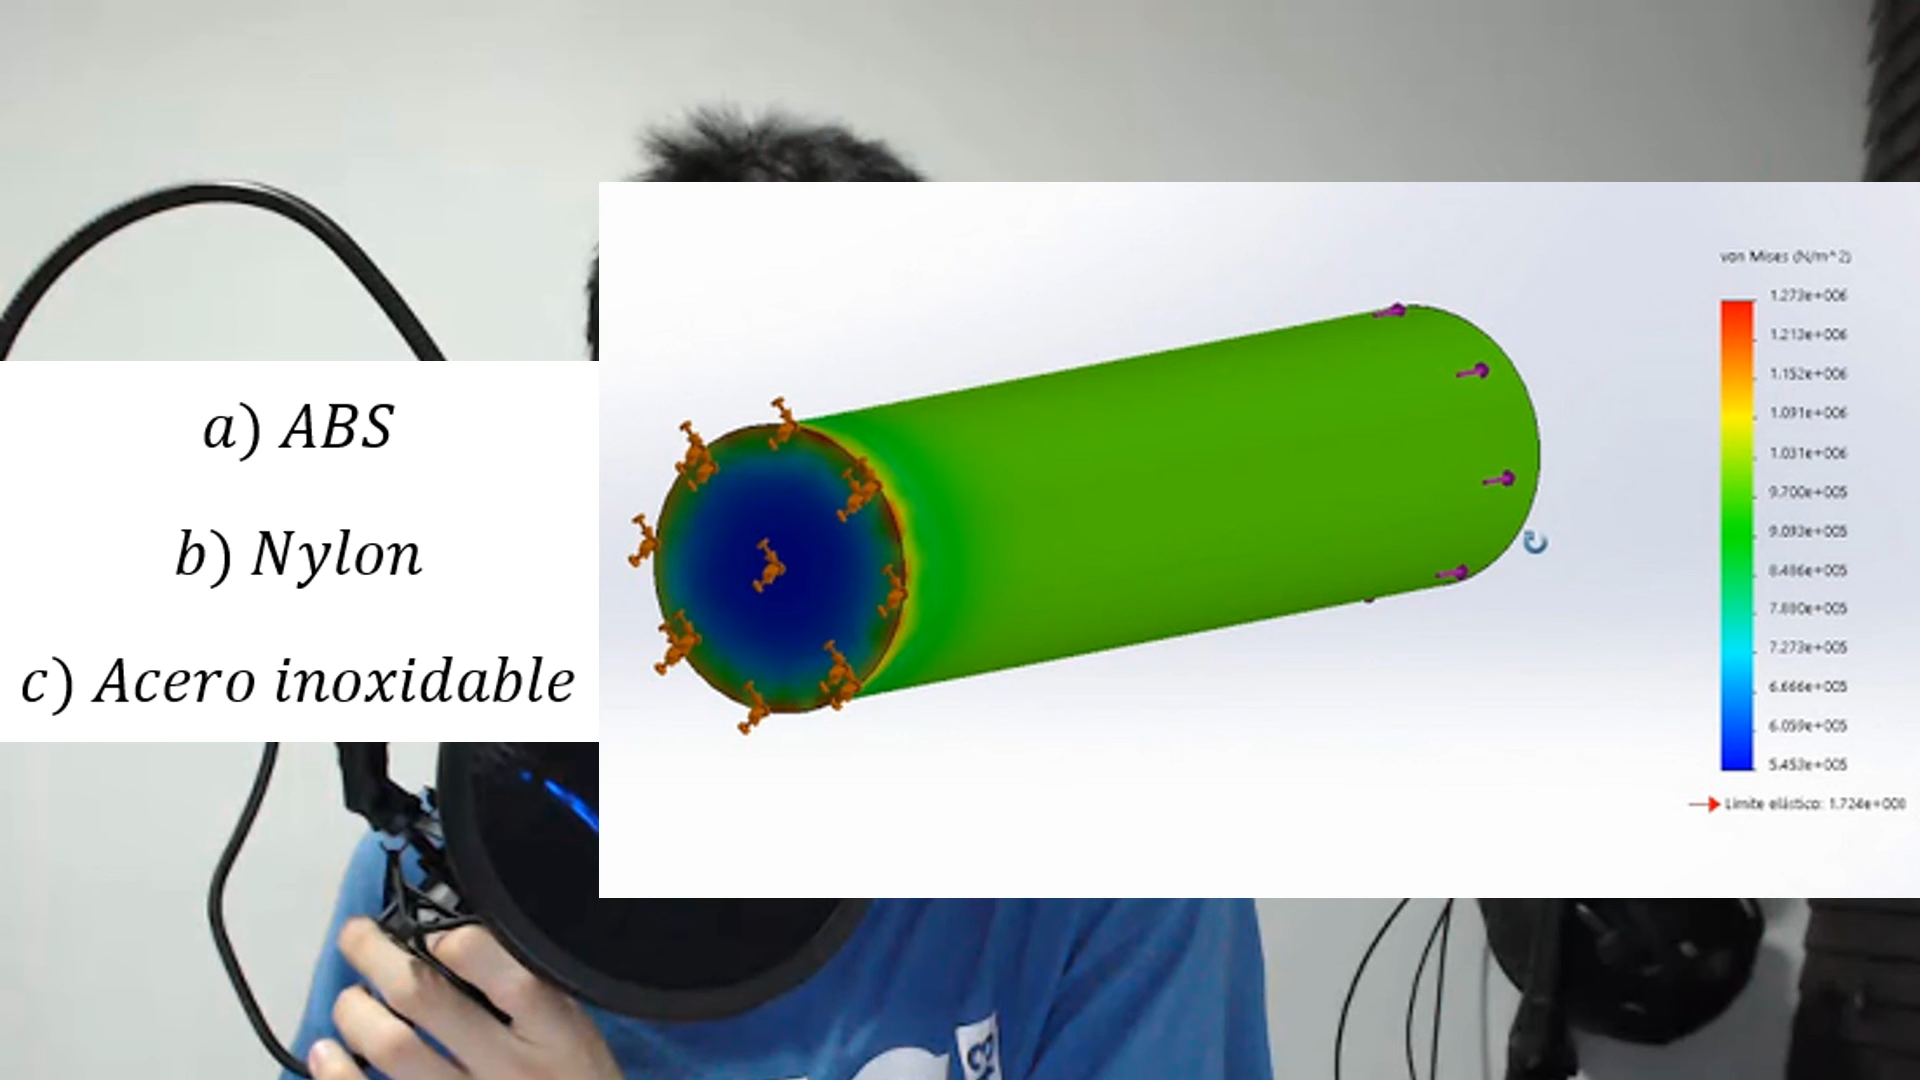 a) ABS
b) Nylon
c) Acero inoxidable
von Mises (N/m^2)
1.273e+006
1.213e+006
1.152e+006
1.091e+006
1.031e+006
9.700e+005
9.093e+005
8.486e+005
7.880e+005
7.273e+005
6.666e+005
6.059e+005
5.453e+005
Límite elástico: 1.724e+008